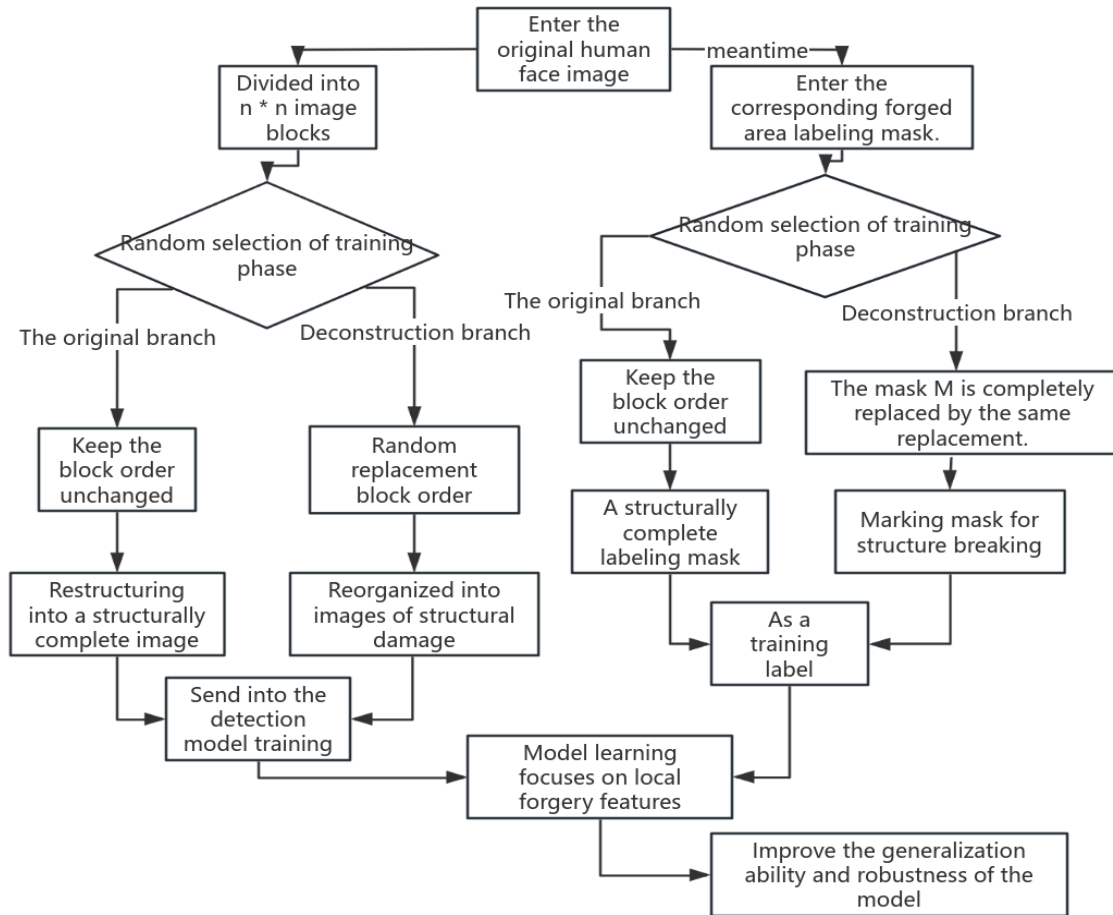 Enter the
original human
face image
meantime
Divided into
n * n image
blocks
Enter the
corresponding forged
area labeling mask.
Random selection of training
phase
Random selection of training
phase
The original branch
Deconstruction branch
The original branch
Deconstruction branch
Keep the
block order
unchanged
Random
replacement
block order
Keep the
block order
unchanged
The mask M is completely
replaced by the same
replacement.
Restructuring
into a structurally
complete image
Reorganized into
images of structural
damage
A structurally
complete
labeling mask
Marking mask for
structure breaking
Send into the
detection
model training
As a
training
label
Model learning
focuses on local
forgery features
Improve the generalization
ability and robustness of the
model